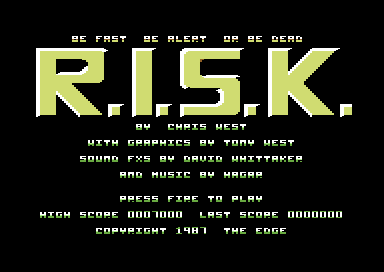 BE FAST BE ALERT OR BE DEAD
R.I.S.K.
BY CHRIS WEST
WITH GRAPHICS BY TONY WEST
SOUND FXS BY DAVID WHITTAKER
AND MUSIC BY HAGAR
PRESS FIRE TO PLAY
HIGH SCORE 0007000 LAST SCORE 0000000
COPYRIGHT 1987 THE EDGE